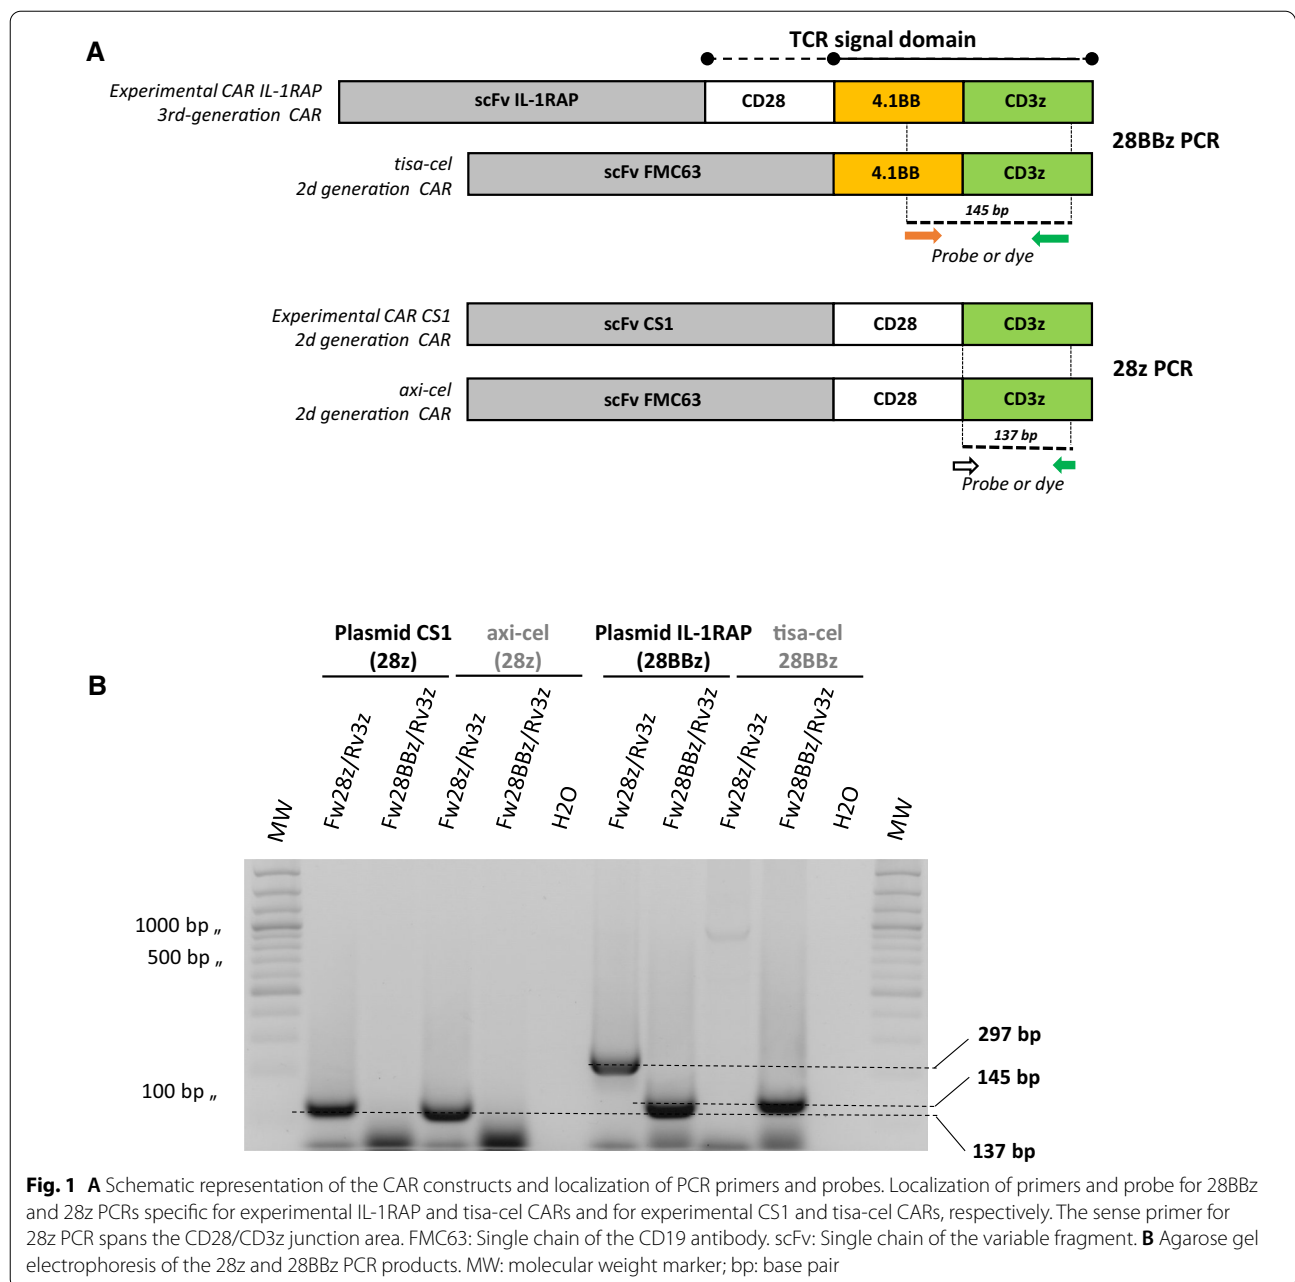 A
TCR signal domain
Experimental CAR IL-1RAP
3rd-generation CAR
scFv IL-1RAP
CD28
4.1BB
CD3z
28BBz PCR
tisa-cel
2d generation CAR
scFv FMC63
4.1BB
CD3z
145 bp
Probe or dye
Experimental CAR CS1
2d generation CAR
scFv CS1
CD28
CD3z
28z PCR
axi-cel
2d generation CAR
scFv FMC63
CD28
CD3z
137 bp
Probe or dye
B
Plasmid CS1
(28z)
axi-cel
(28z)
Plasmid IL-1RAP
(28BBz)
tisa-cel
28BBz
MW
Fw28z/Rv3z
Fw28BBz/Rv3z
Fw28z/Rv3z
Fw28BBz/Rv3z
H2O
Fw28z/Rv3z
Fw28BBz/Rv3z
Fw28z/Rv3z
Fw28BBz/Rv3z
H2O
MW
1000 bp „
500 bp „
100 bp „
297 bp
145 bp
137 bp
Fig. 1 A Schematic representation of the CAR constructs and localization of PCR primers and probes. Localization of primers and probe for 28BBz
and 28z PCRs specific for experimental IL-1RAP and tisa-cel CARs and for experimental CS1 and tisa-cel CARs, respectively. The sense primer for
28z PCR spans the CD28/CD3z junction area. FMC63: Single chain of the CD19 antibody. scFv: Single chain of the variable fragment. B Agarose gel
electrophoresis of the 28z and 28BBz PCR products. MW: molecular weight marker; bp: base pair